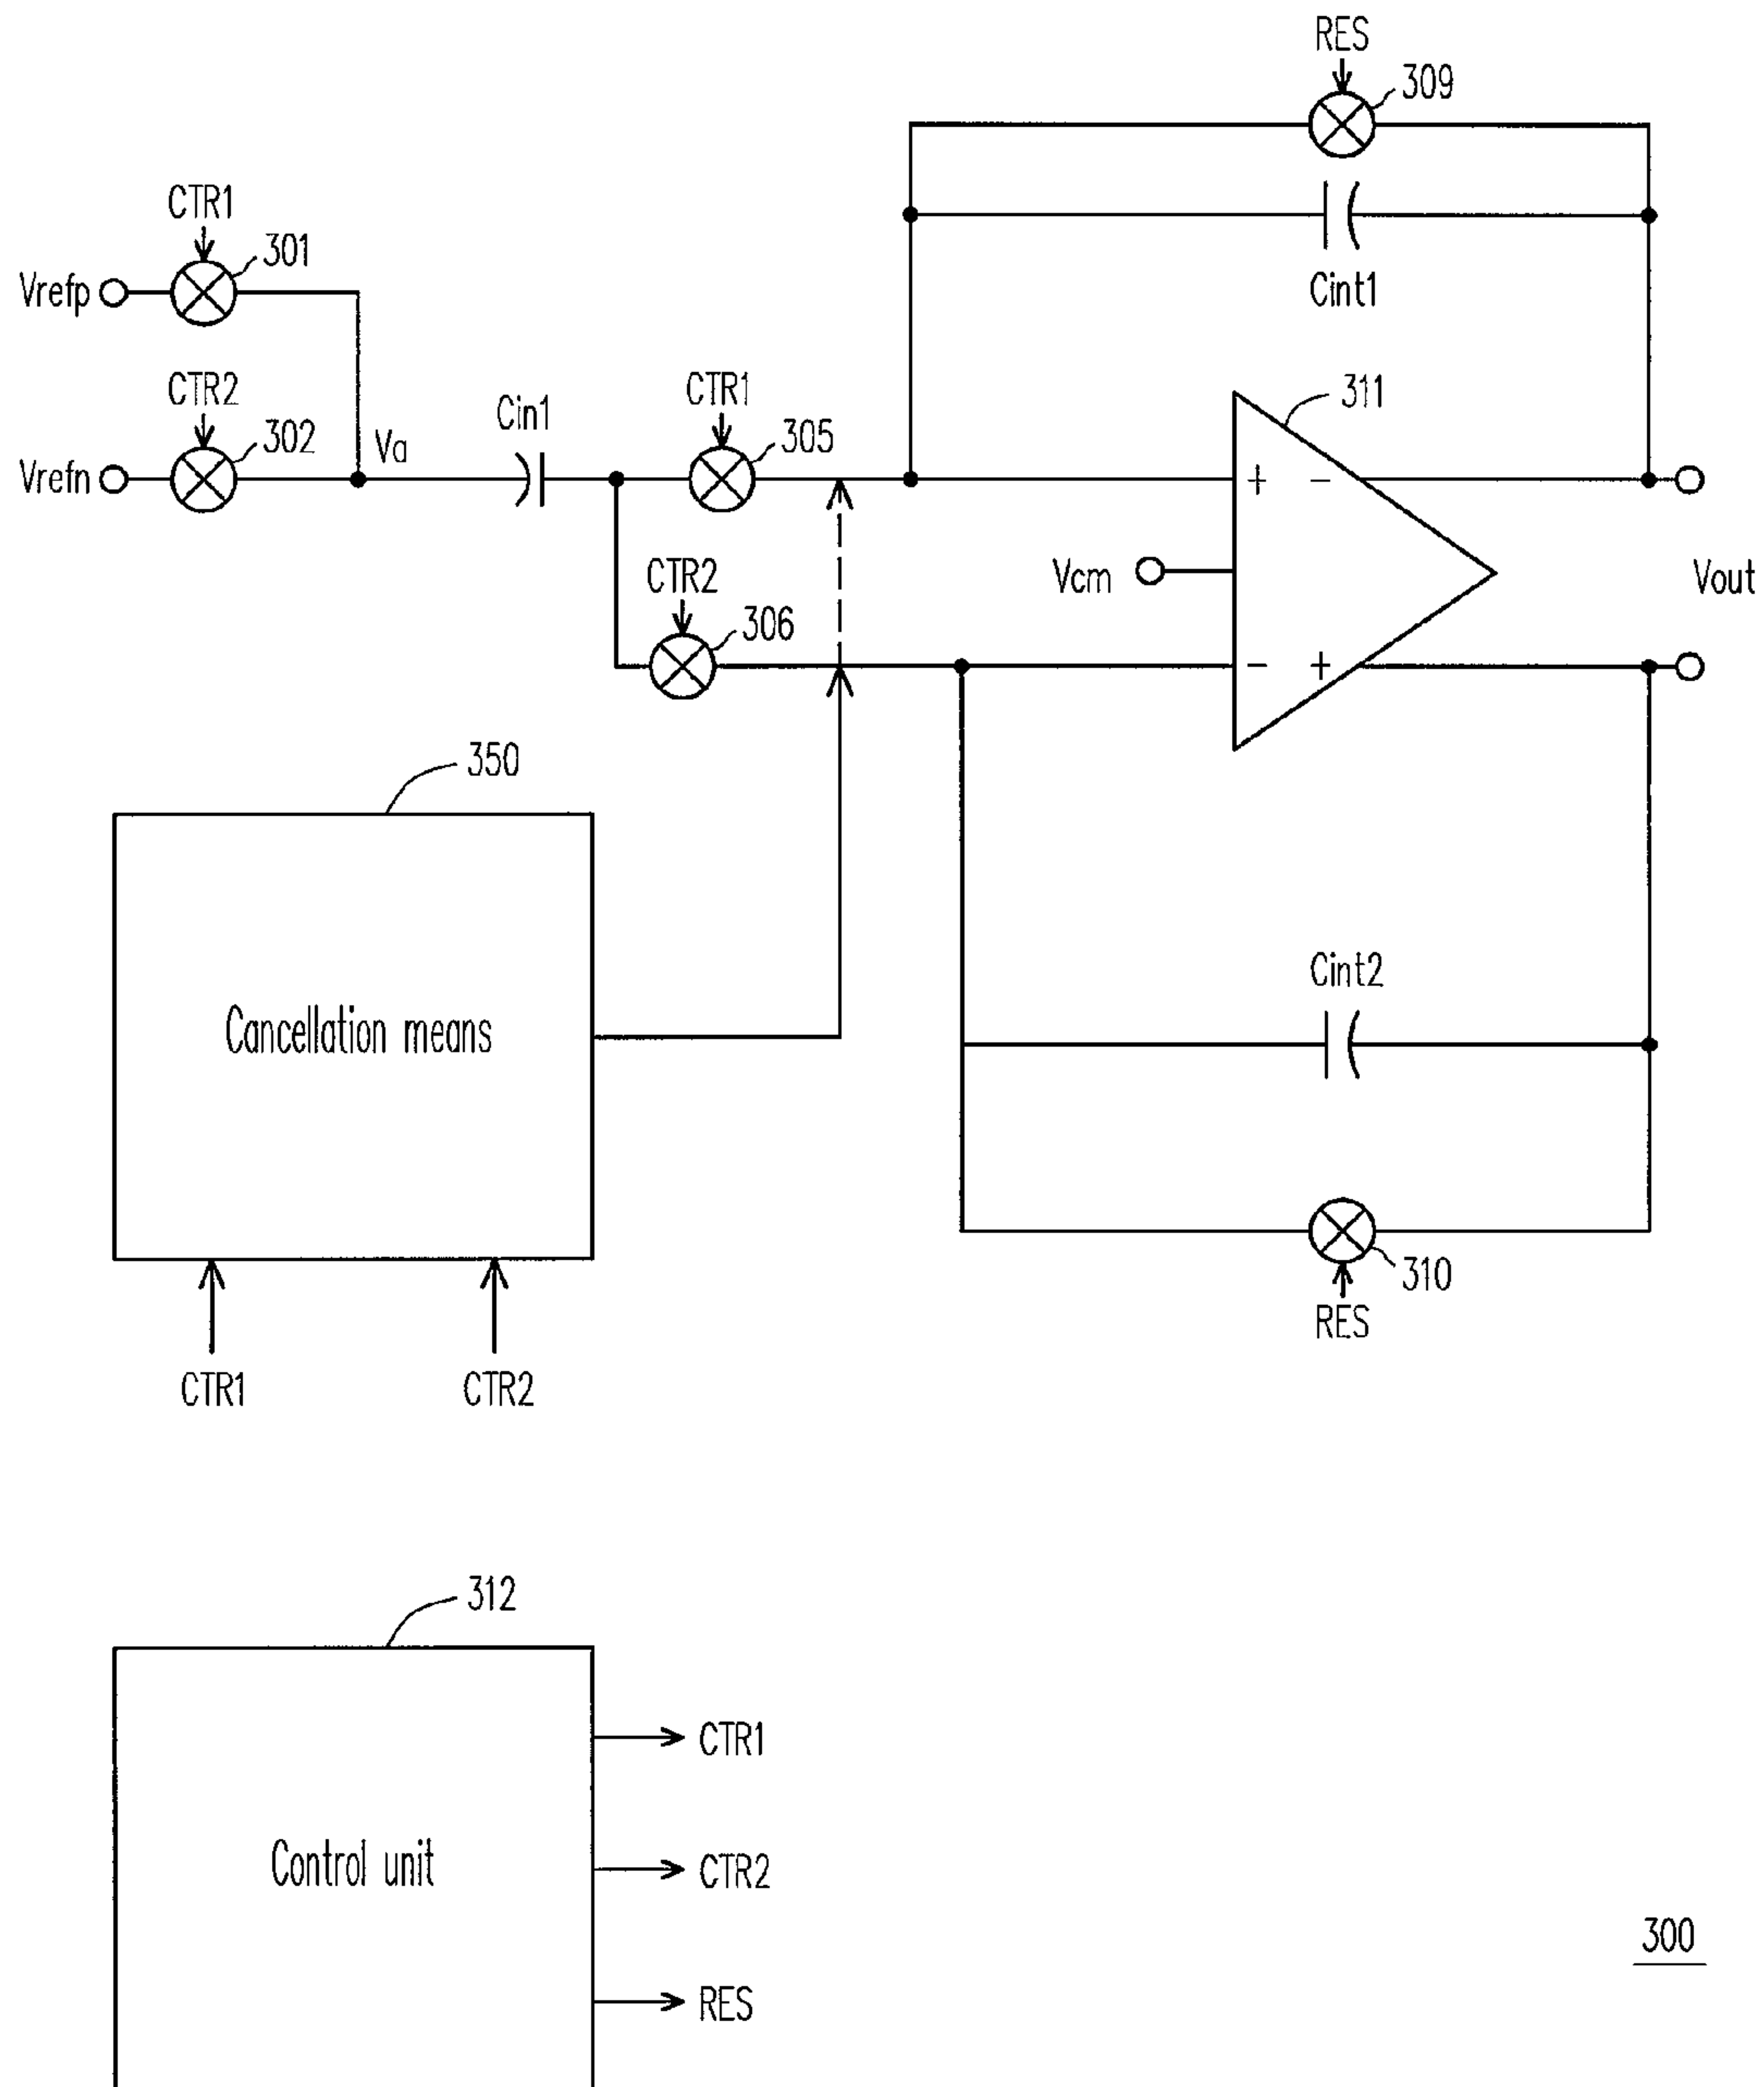 RES
309
CTR1
301
Vrefp
Cint1
CTR2
302
Vrefn
Va
Cin1
CTR1
305
311
+ −
Vcm
Vout
CTR2
306
− +
350
Cancellation means
Cint2
310
RES
CTR1
CTR2
312
Control unit
CTR1
CTR2
RES
300